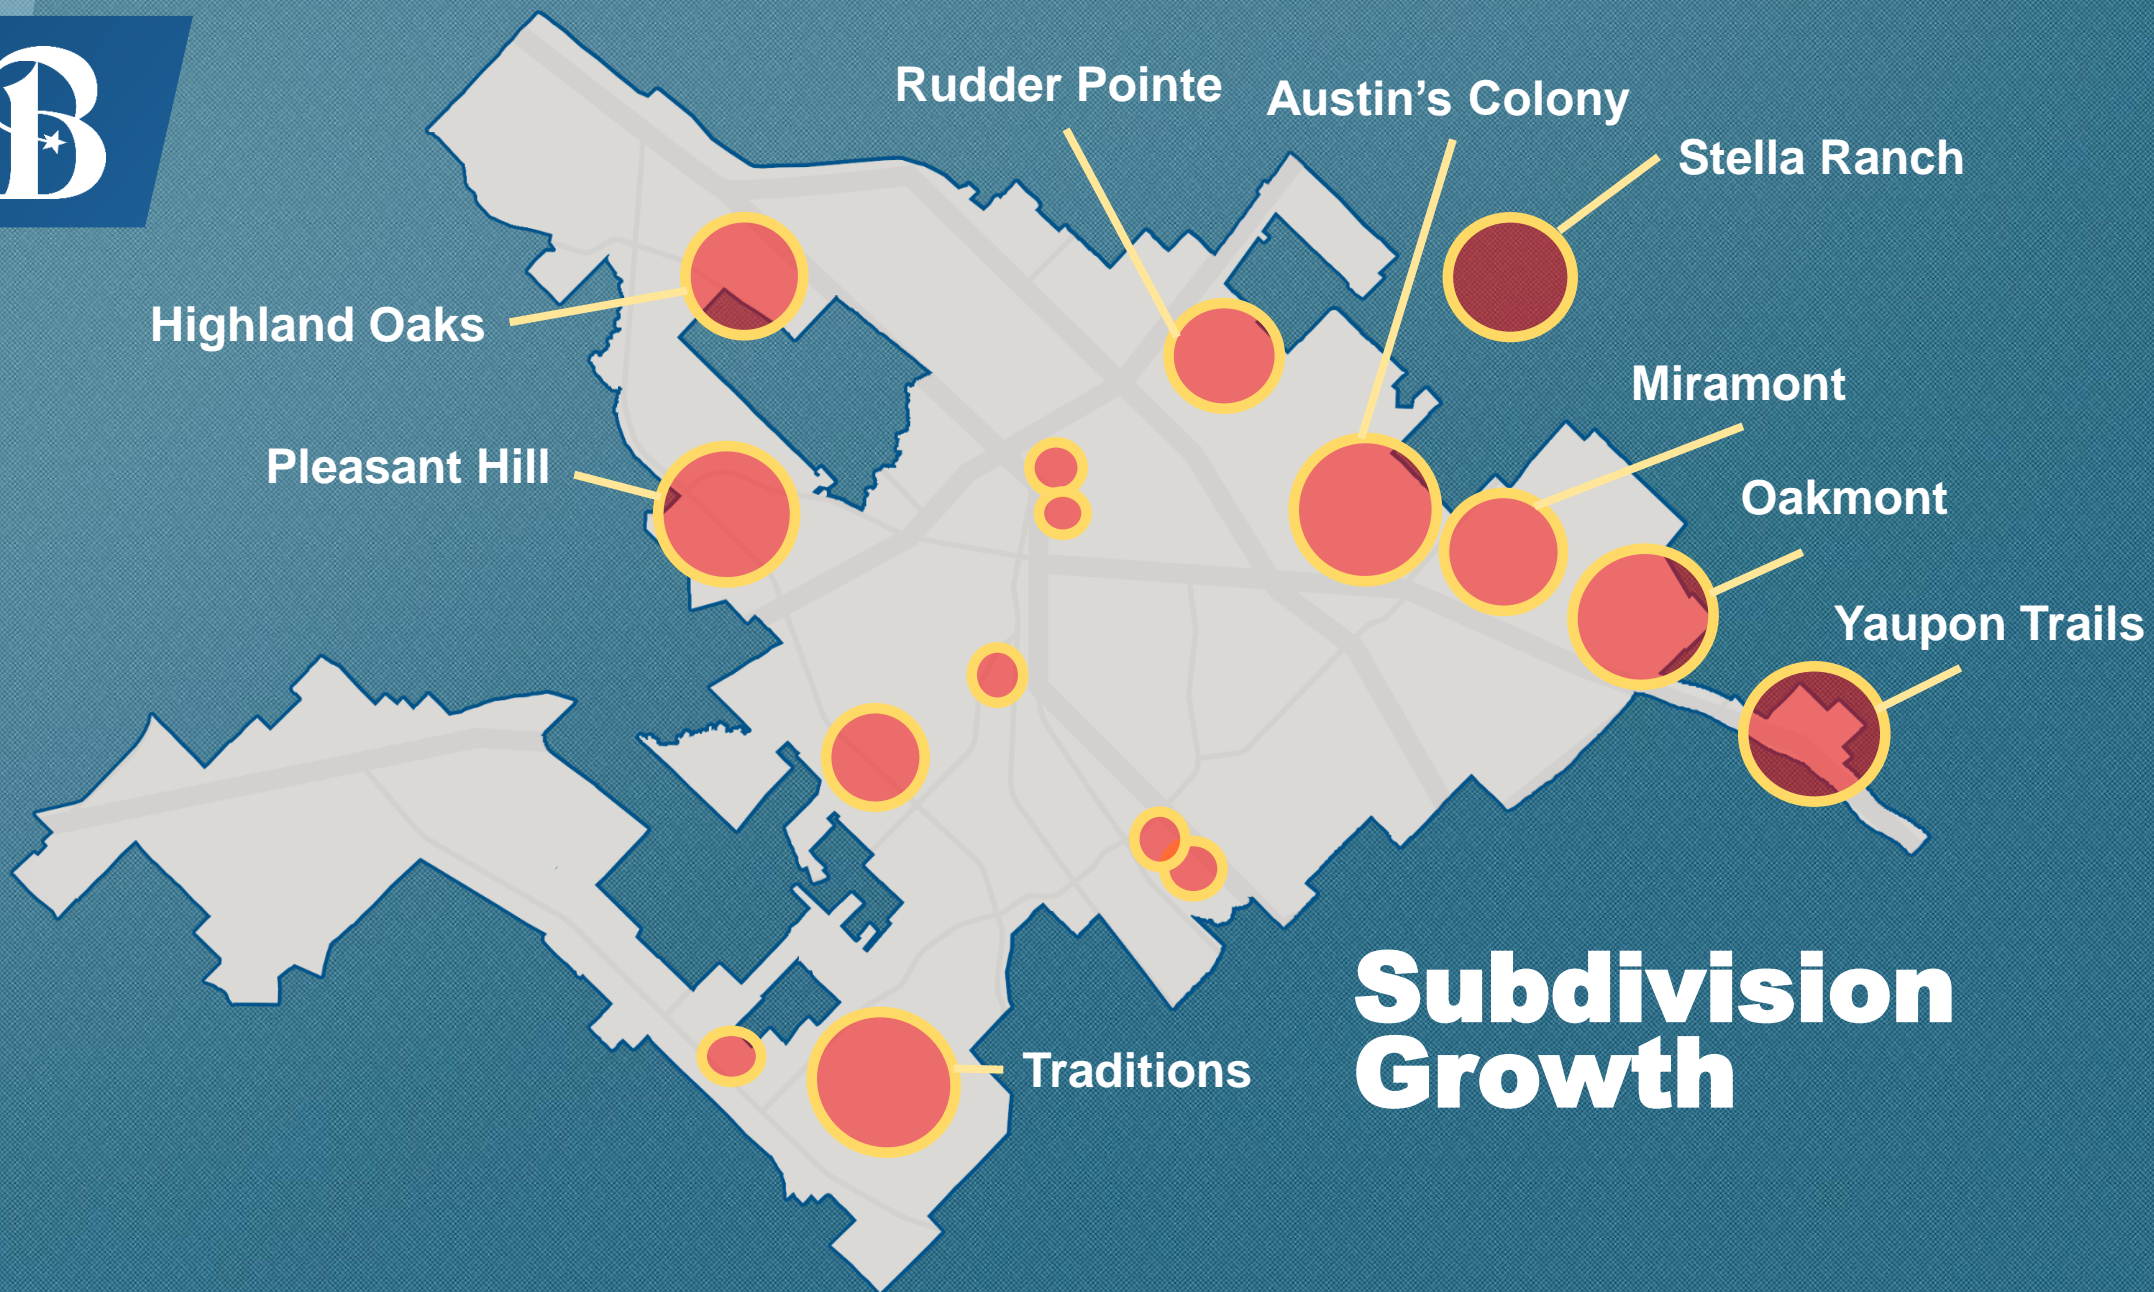 B
Rudder Pointe
Austin’s Colony
Stella Ranch
Highland Oaks
Miramont
Pleasant Hill
Oakmont
Yaupon Trails
Subdivision
Growth
Traditions